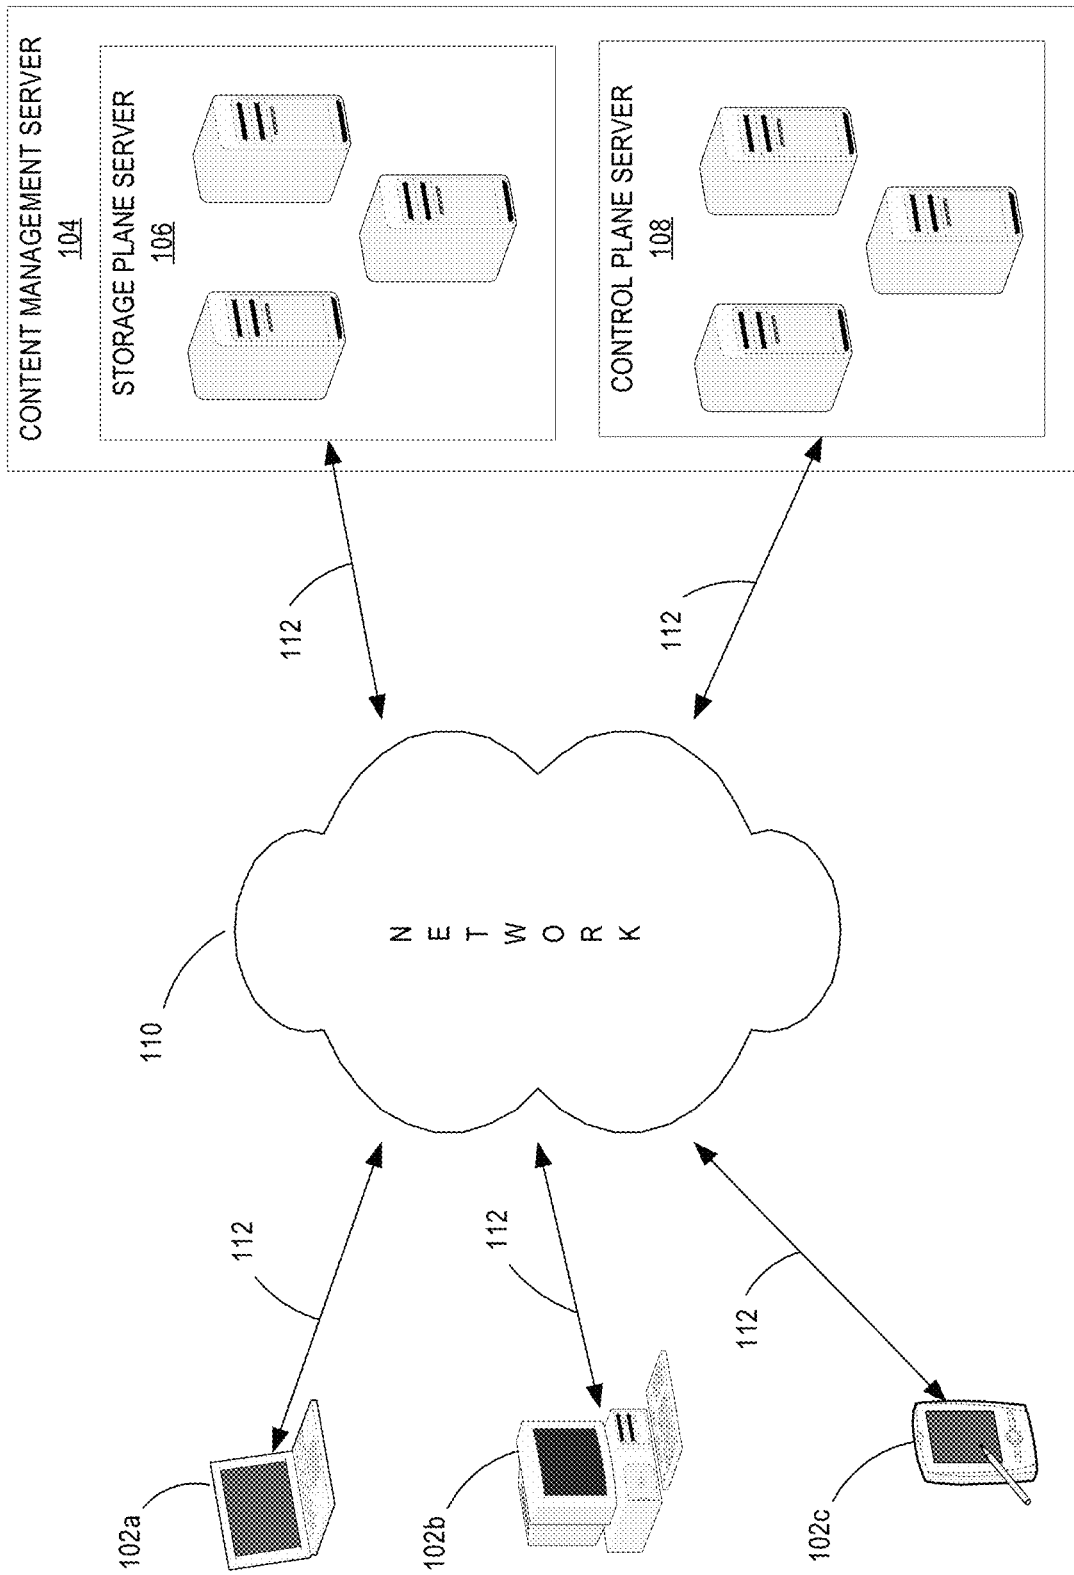 CONTENT MANAGEMENT SERVER
104
STORAGE PLANE SERVER
106
CONTROL PLANE SERVER
108
112
112
110
NETWORK
112
112
112
102a
102b
102c